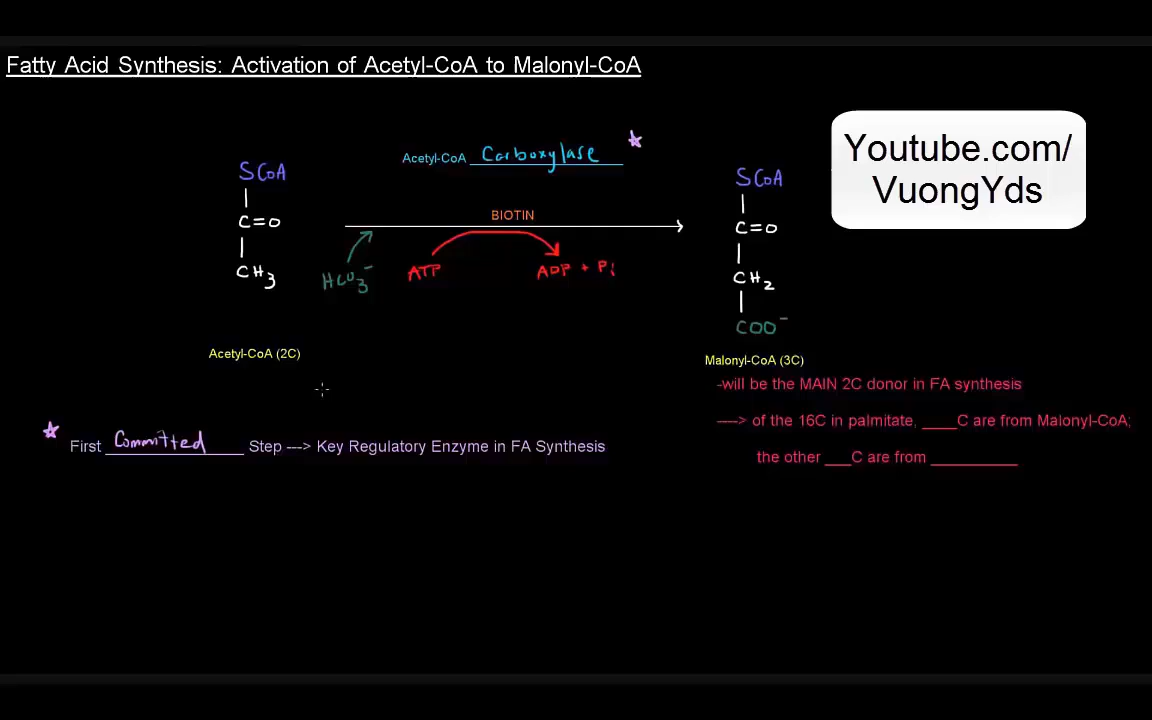 Fatty Acid Synthesis: Activation of Acetyl-CoA to Malonyl-CoA
Youtube.com/
VuongYds
Acetyl-CoA Carboxylase
SCoA
C=O
CH3
BIOTIN
HCO3-
ATP
ADP + Pi
SCoA
C=O
CH2
COO-
Acetyl-CoA (2C)
Malonyl-CoA (3C)
-will be the MAIN 2C donor in FA synthesis
----> of the 16C in palmitate, ____C are from Malonyl-CoA;
the other ___C are from __________
First Committed Step ---> Key Regulatory Enzyme in FA Synthesis